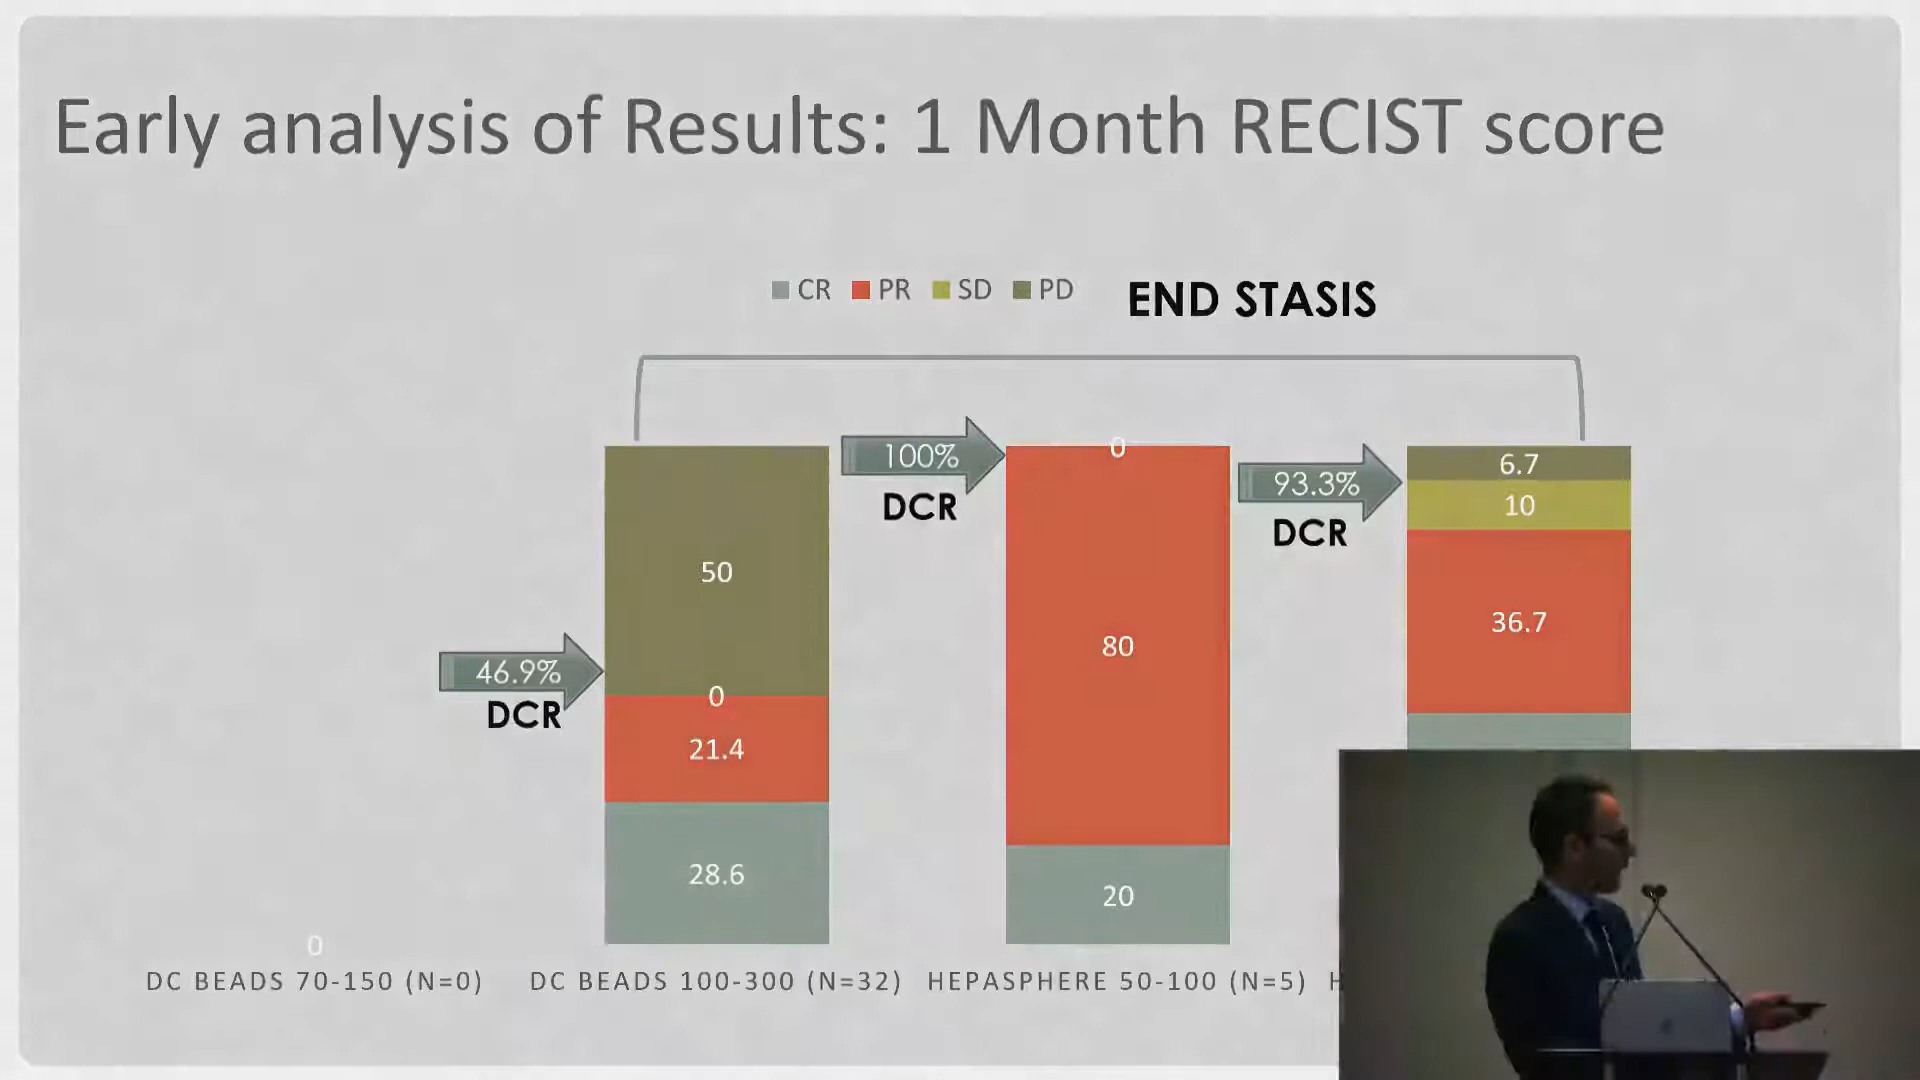 Early analysis of Results: 1 Month RECIST score
CR PR SD PD
END STASIS
100%
DCR
0
93.3%
DCR
6.7
10
50
36.7
80
46.9%
DCR
0
21.4
28.6
20
0
DC BEADS 70-150 (N=0)
DC BEADS 100-300 (N=32)
HEPASPHERE 50-100 (N=5)